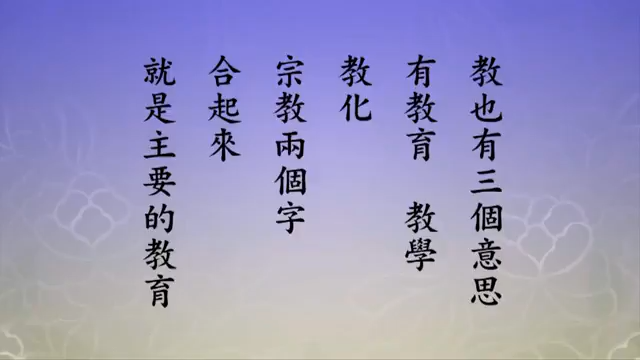 教也有三個意思
有教育　教學
教化
宗教兩個字
合起來
就是主要的教育